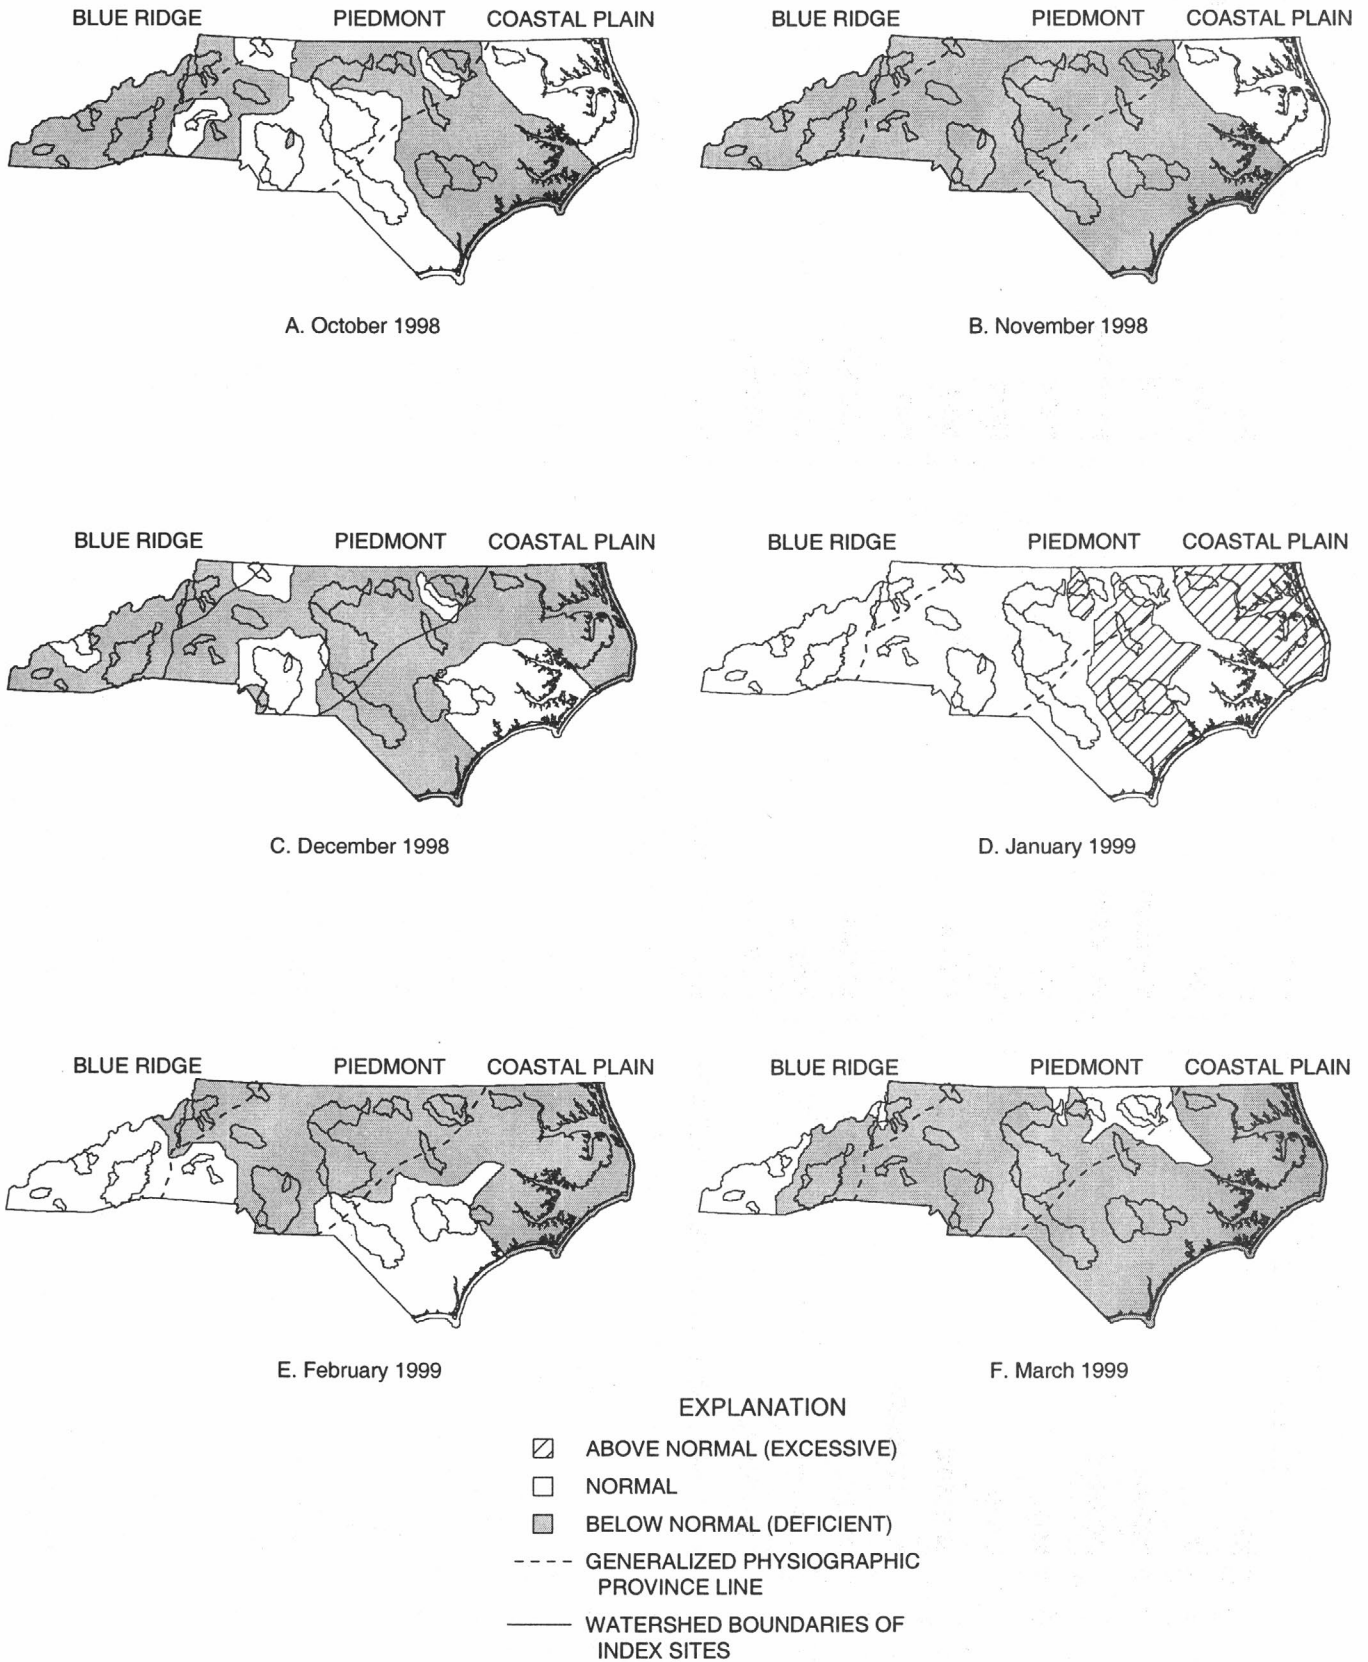 BLUE RIDGE PIEDMONT COASTAL PLAIN
BLUE RIDGE PIEDMONT COASTAL PLAIN
A. October 1998
B. November 1998
BLUE RIDGE PIEDMONT COASTAL PLAIN
BLUE RIDGE PIEDMONT COASTAL PLAIN
C. December 1998
D. January 1999
BLUE RIDGE PIEDMONT COASTAL PLAIN
BLUE RIDGE PIEDMONT COASTAL PLAIN
E. February 1999
F. March 1999
EXPLANATION
ABOVE NORMAL (EXCESSIVE)
NORMAL
BELOW NORMAL (DEFICIENT)
GENERALIZED PHYSIOGRAPHIC
PROVINCE LINE
WATERSHED BOUNDARIES OF
INDEX SITES